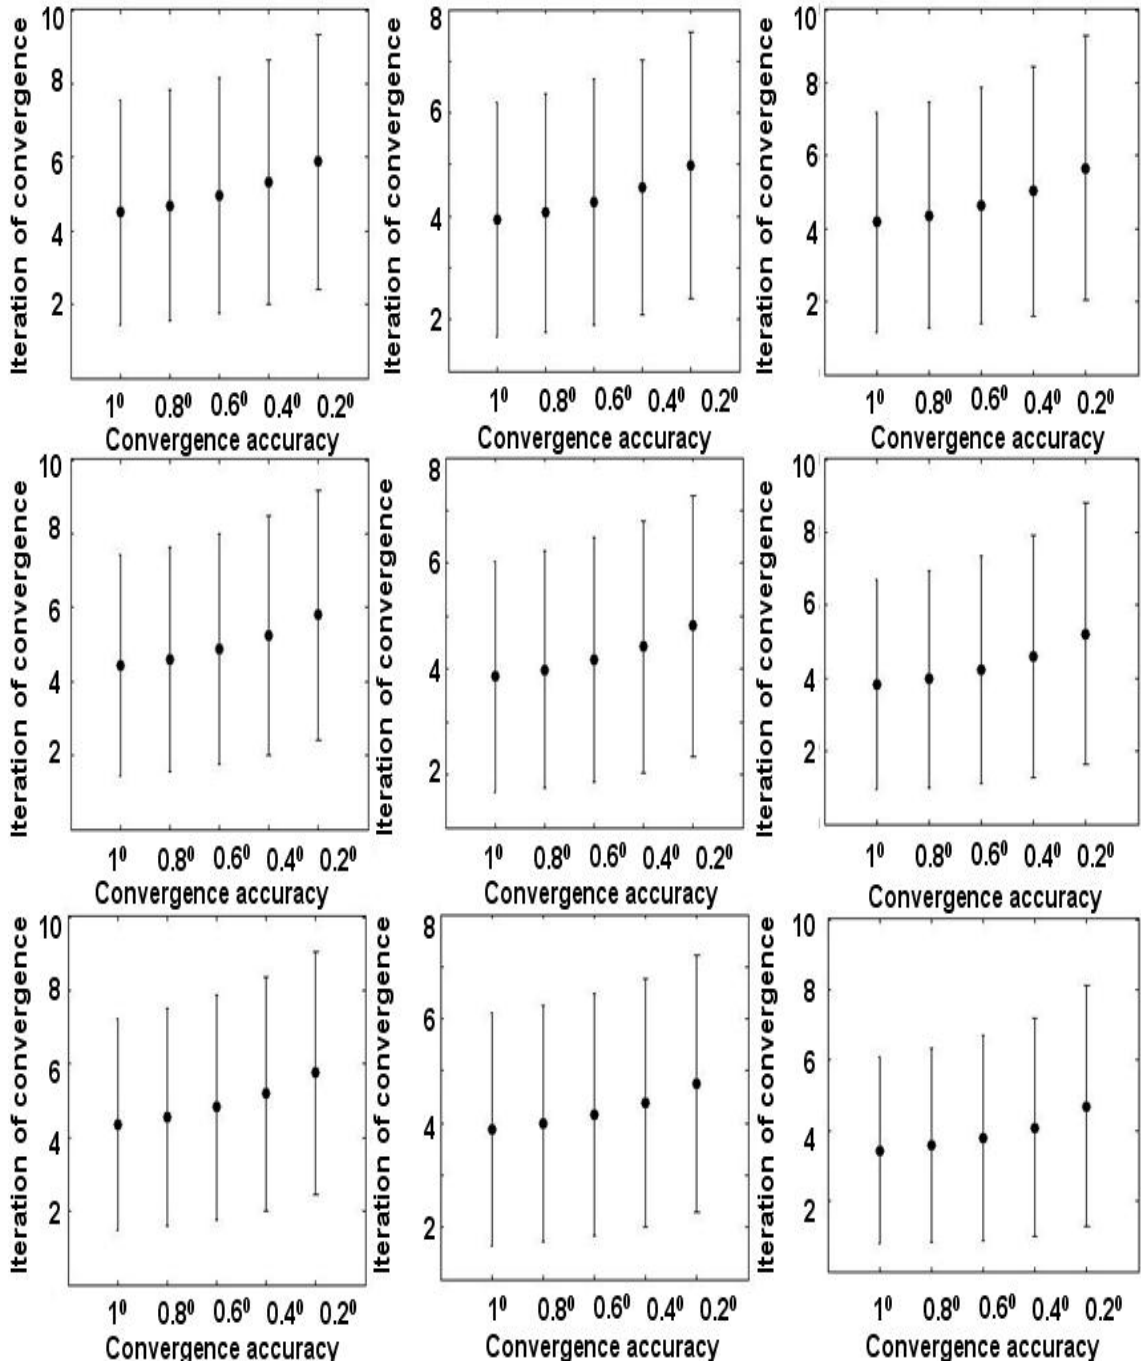 Iteration of convergence
10
8
6
4
2
1⁰ 0.8⁰ 0.6⁰ 0.4⁰ 0.2⁰
Convergence accuracy
Iteration of convergence
8
6
4
2
1⁰ 0.8⁰ 0.6⁰ 0.4⁰ 0.2⁰
Convergence accuracy
Iteration of convergence
10
8
6
4
2
1⁰ 0.8⁰ 0.6⁰ 0.4⁰ 0.2⁰
Convergence accuracy
Iteration of convergence
10
8
6
4
2
1⁰ 0.8⁰ 0.6⁰ 0.4⁰ 0.2⁰
Convergence accuracy
Iteration of convergence
8
6
4
2
1⁰ 0.8⁰ 0.6⁰ 0.4⁰ 0.2⁰
Convergence accuracy
Iteration of convergence
10
8
6
4
2
1⁰ 0.8⁰ 0.6⁰ 0.4⁰ 0.2⁰
Convergence accuracy
Iteration of convergence
10
8
6
4
2
1⁰ 0.8⁰ 0.6⁰ 0.4⁰ 0.2⁰
Convergence accuracy
Iteration of convergence
8
6
4
2
1⁰ 0.8⁰ 0.6⁰ 0.4⁰ 0.2⁰
Convergence accuracy
Iteration of convergence
10
8
6
4
2
1⁰ 0.8⁰ 0.6⁰ 0.4⁰ 0.2⁰
Convergence accuracy